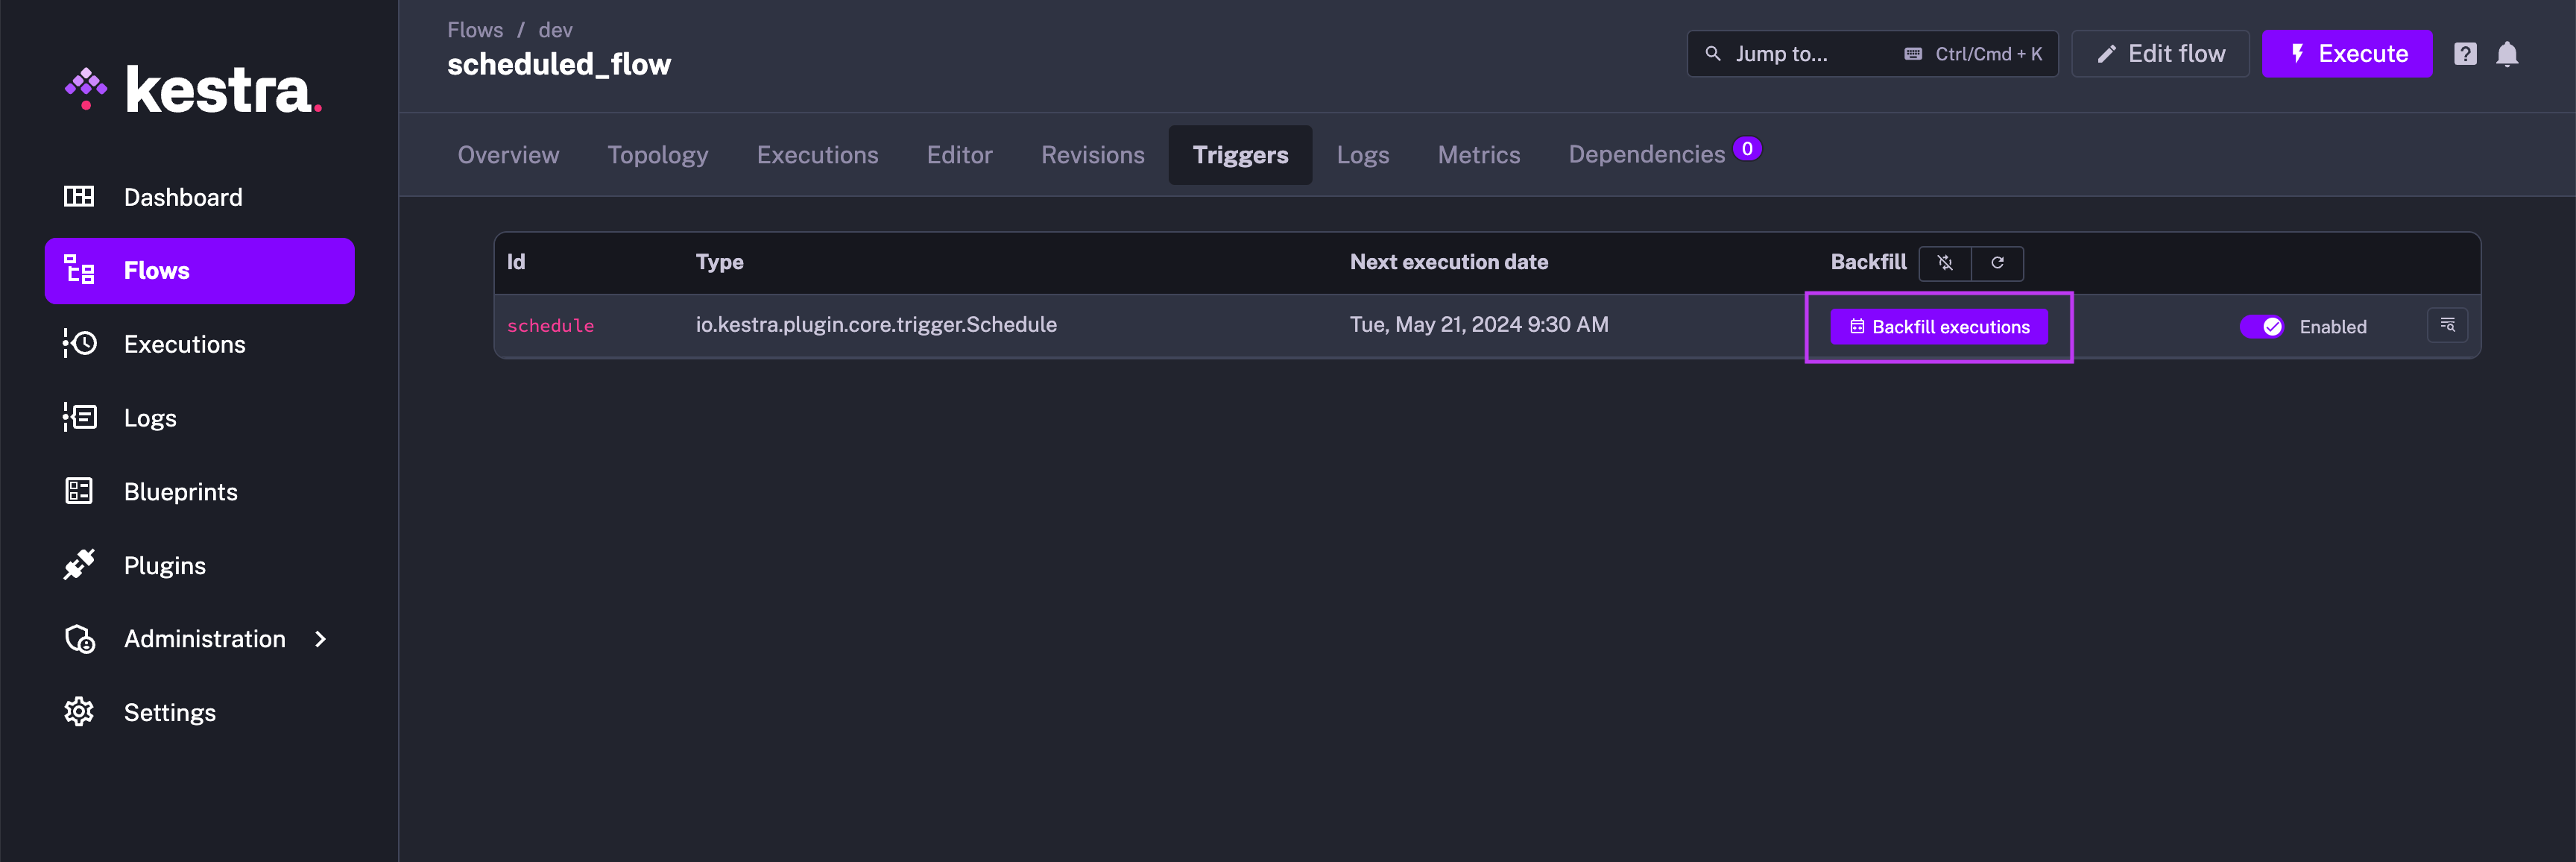 kestra.
Dashboard
Flows
Executions
Logs
Blueprints
Plugins
Administration
Settings
Flows / dev
scheduled_flow
Jump to... Ctrl/Cmd + K
Edit flow
Execute
?
Overview Topology Executions Editor Revisions Triggers Logs Metrics Dependencies 0
Id Type Next execution date Backfill
schedule io.kestra.plugin.core.trigger.Schedule Tue, May 21, 2024 9:30 AM Backfill executions Enabled